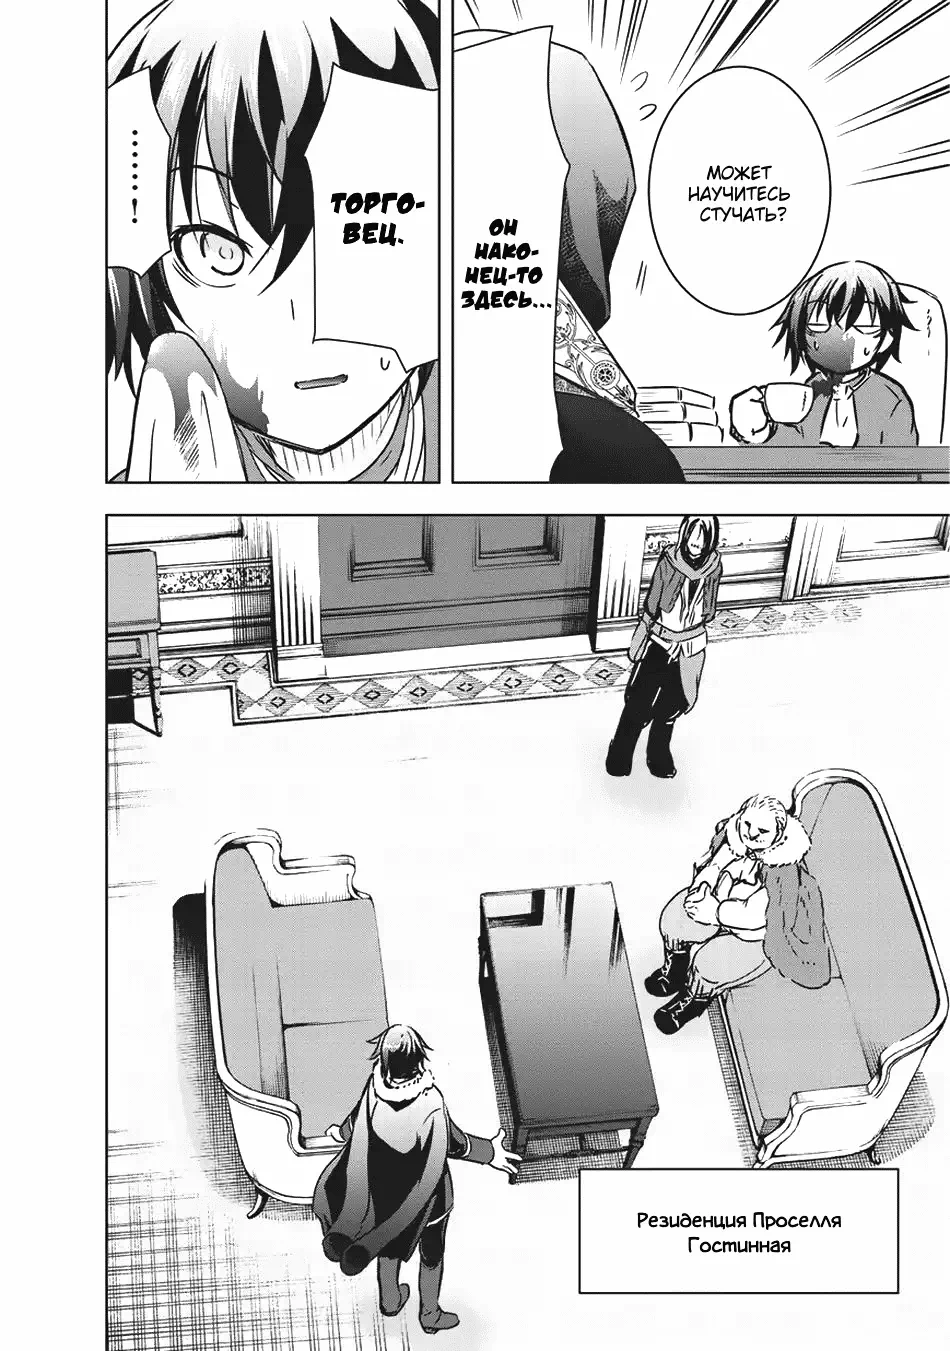 МОЖЕТ
НАУЧИТЕСЬ
СТУЧАТЬ?
ОН
НАКО-
НЕЦ-ТО
ЗДЕСЬ...
ТОРГО-
ВЕЦ.
......!
Резиденция Проселля
Гостинная